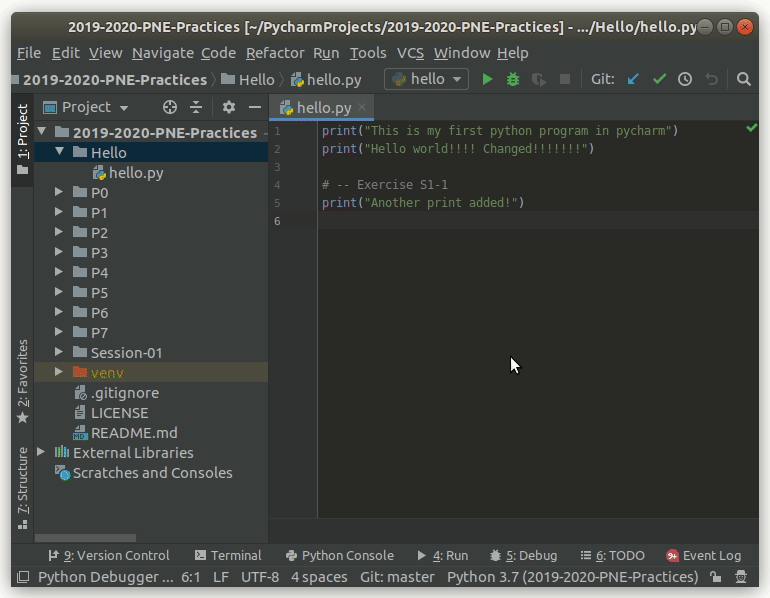 2019-2020-PNE-Practices [~/PycharmProjects/2019-2020-PNE-Practices] - .../Hello/hello.py
File Edit View Navigate Code Refactor Run Tools VCS Window Help
2019-2020-PNE-Practices Hello hello.py hello Git:
1: Project
2: Favorites
7: Structure
Project
2019-2020-PNE-Practices
Hello
hello.py
P0
P1
P2
P3
P4
P5
P6
P7
Session-01
venv
.gitignore
LICENSE
README.md
External Libraries
Scratches and Consoles
hello.py
1 print("This is my first python program in pycharm")
2 print("Hello world!!!! Changed!!!!!!!")
3
4 # -- Exercise S1-1
5 print("Another print added!")
6
9: Version Control Terminal Python Console 4: Run 5: Debug 6: TODO 9+ Event Log
Python Debugger ... 6:1 LF UTF-8 4 spaces Git: master Python 3.7 (2019-2020-PNE-Practices)